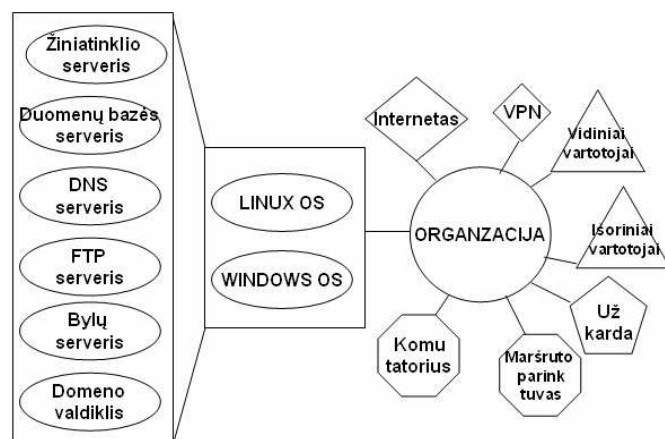 Žiniatinklio
serveris
Duomenų bazės
serveris
DNS
serveris
FTP
serveris
Bylų
serveris
Domeno
valdiklis
LINUX OS
WINDOWS OS
ORGANZACIJA
Internetas
VPN
Vidiniai
vartotojai
Išoriniai
vartotojai
Už
karda
Maršruto
parink
tuvas
Komu
tatorius